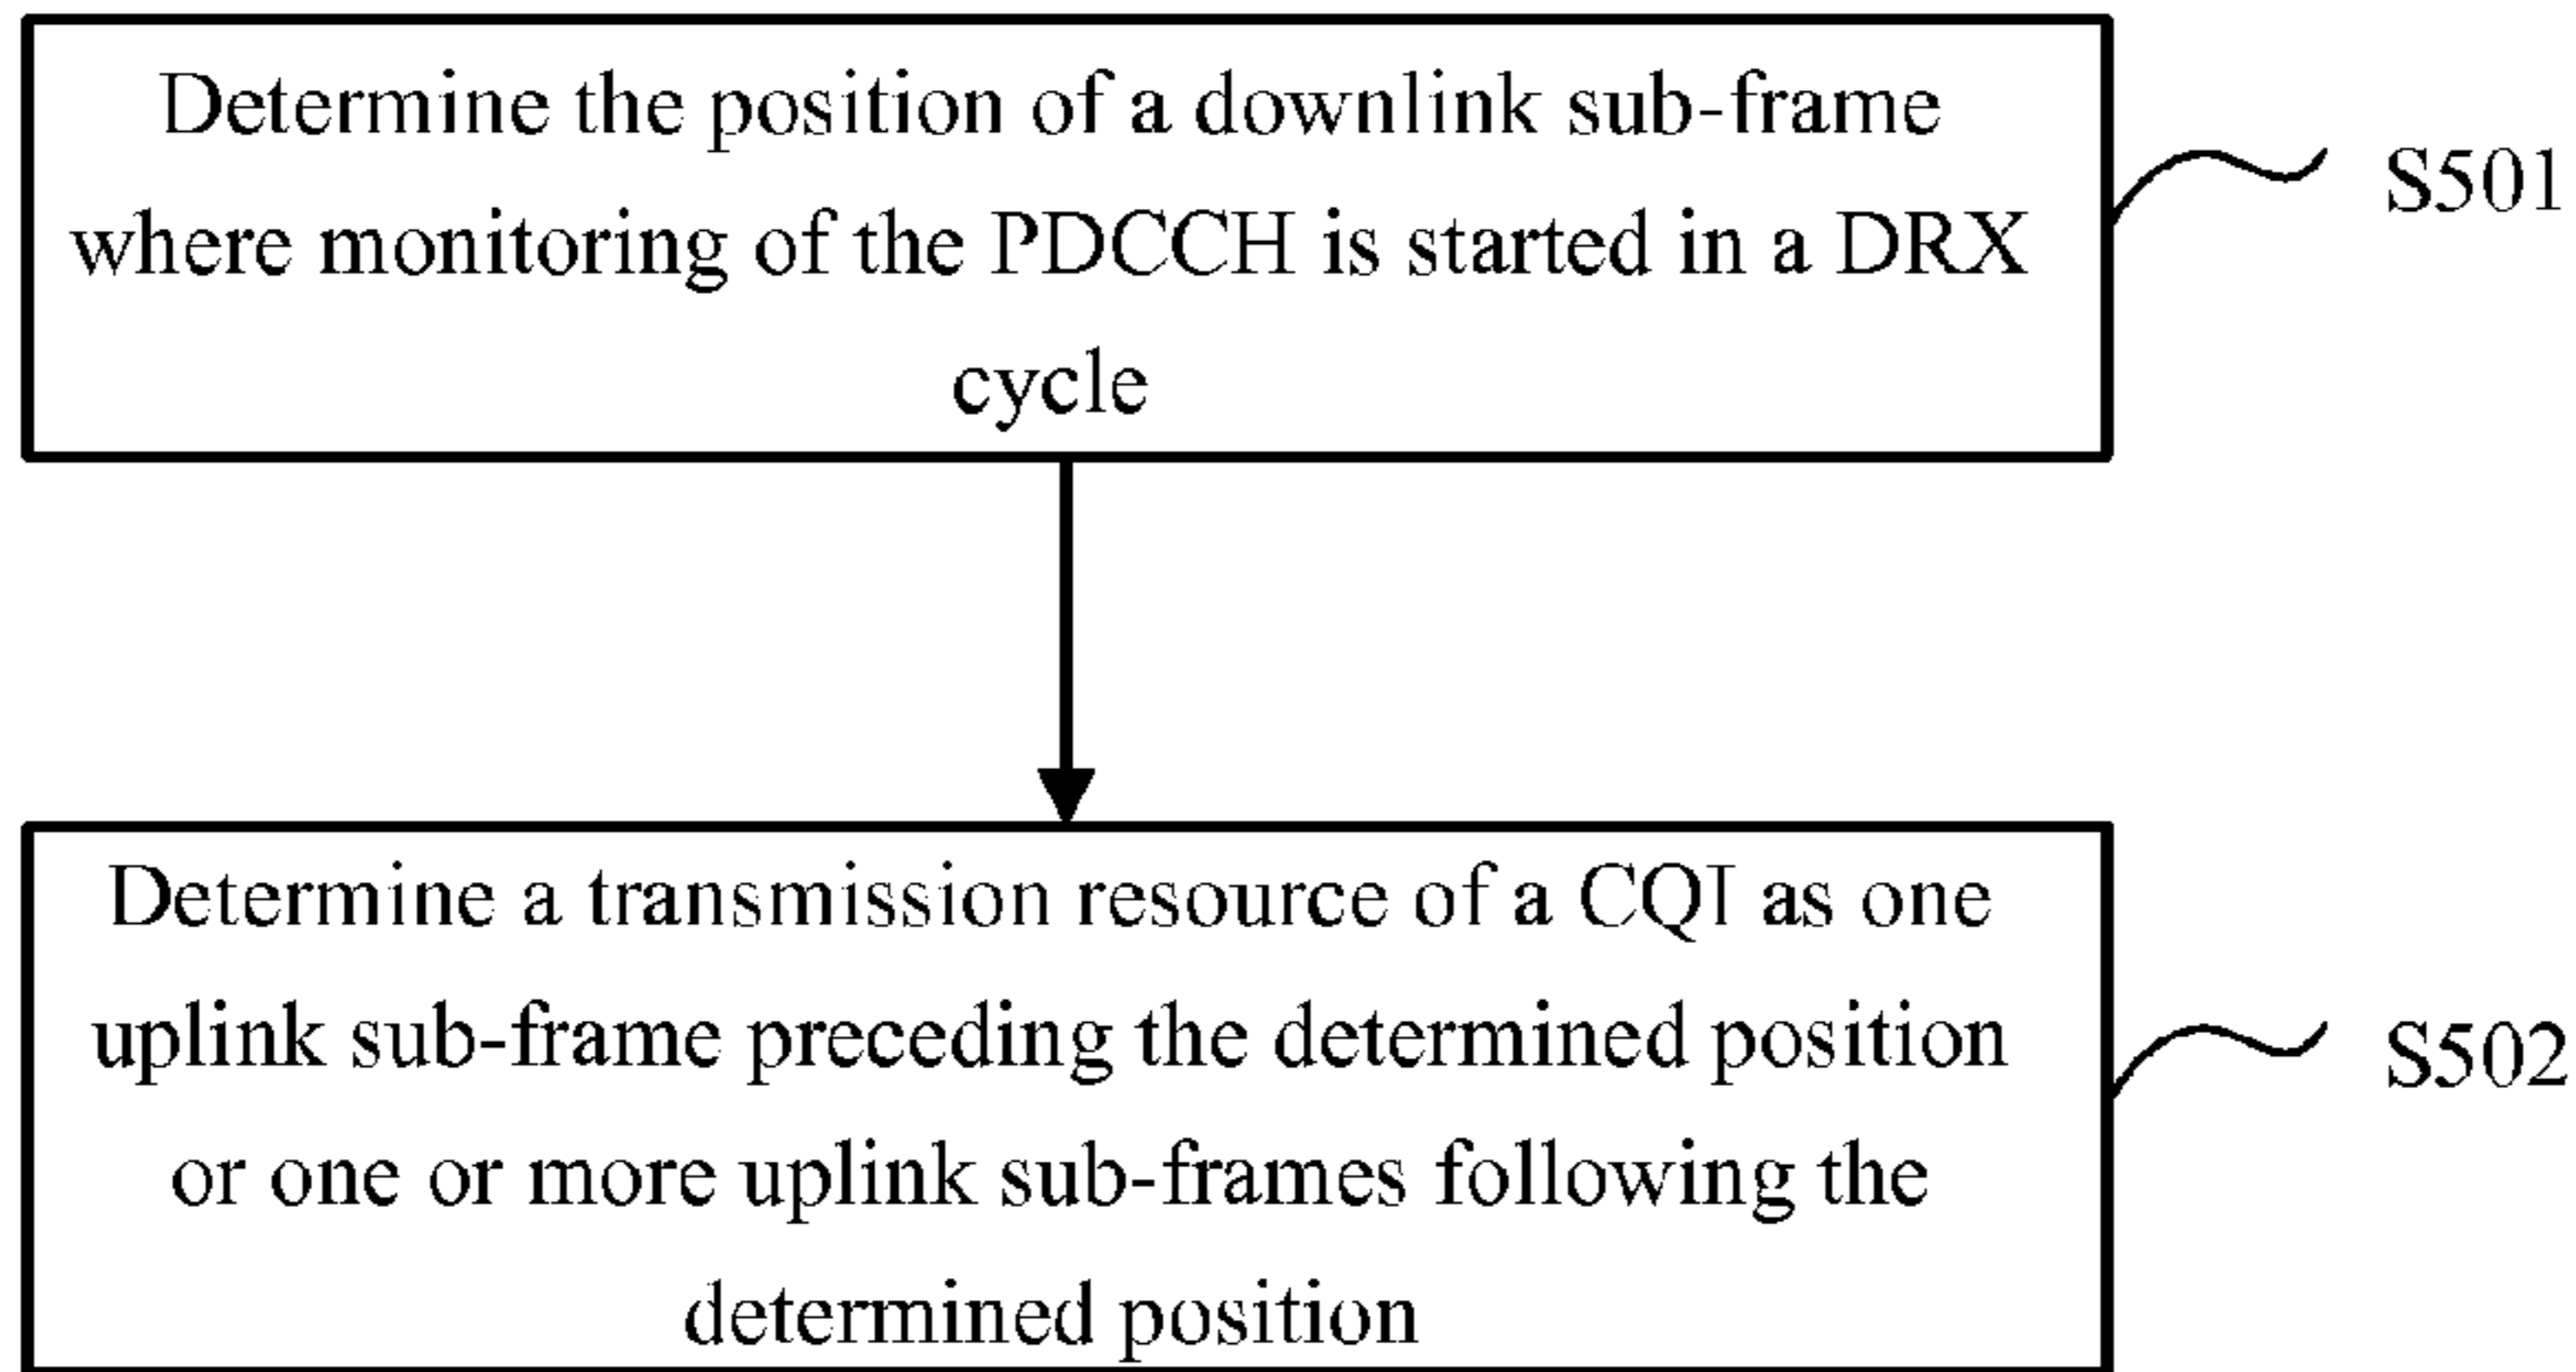 Determine the position of a downlink sub-frame
where monitoring of the PDCCH is started in a DRX
cycle
S501
Determine a transmission resource of a CQI as one
uplink sub-frame preceding the determined position
or one or more uplink sub-frames following the
determined position
S502